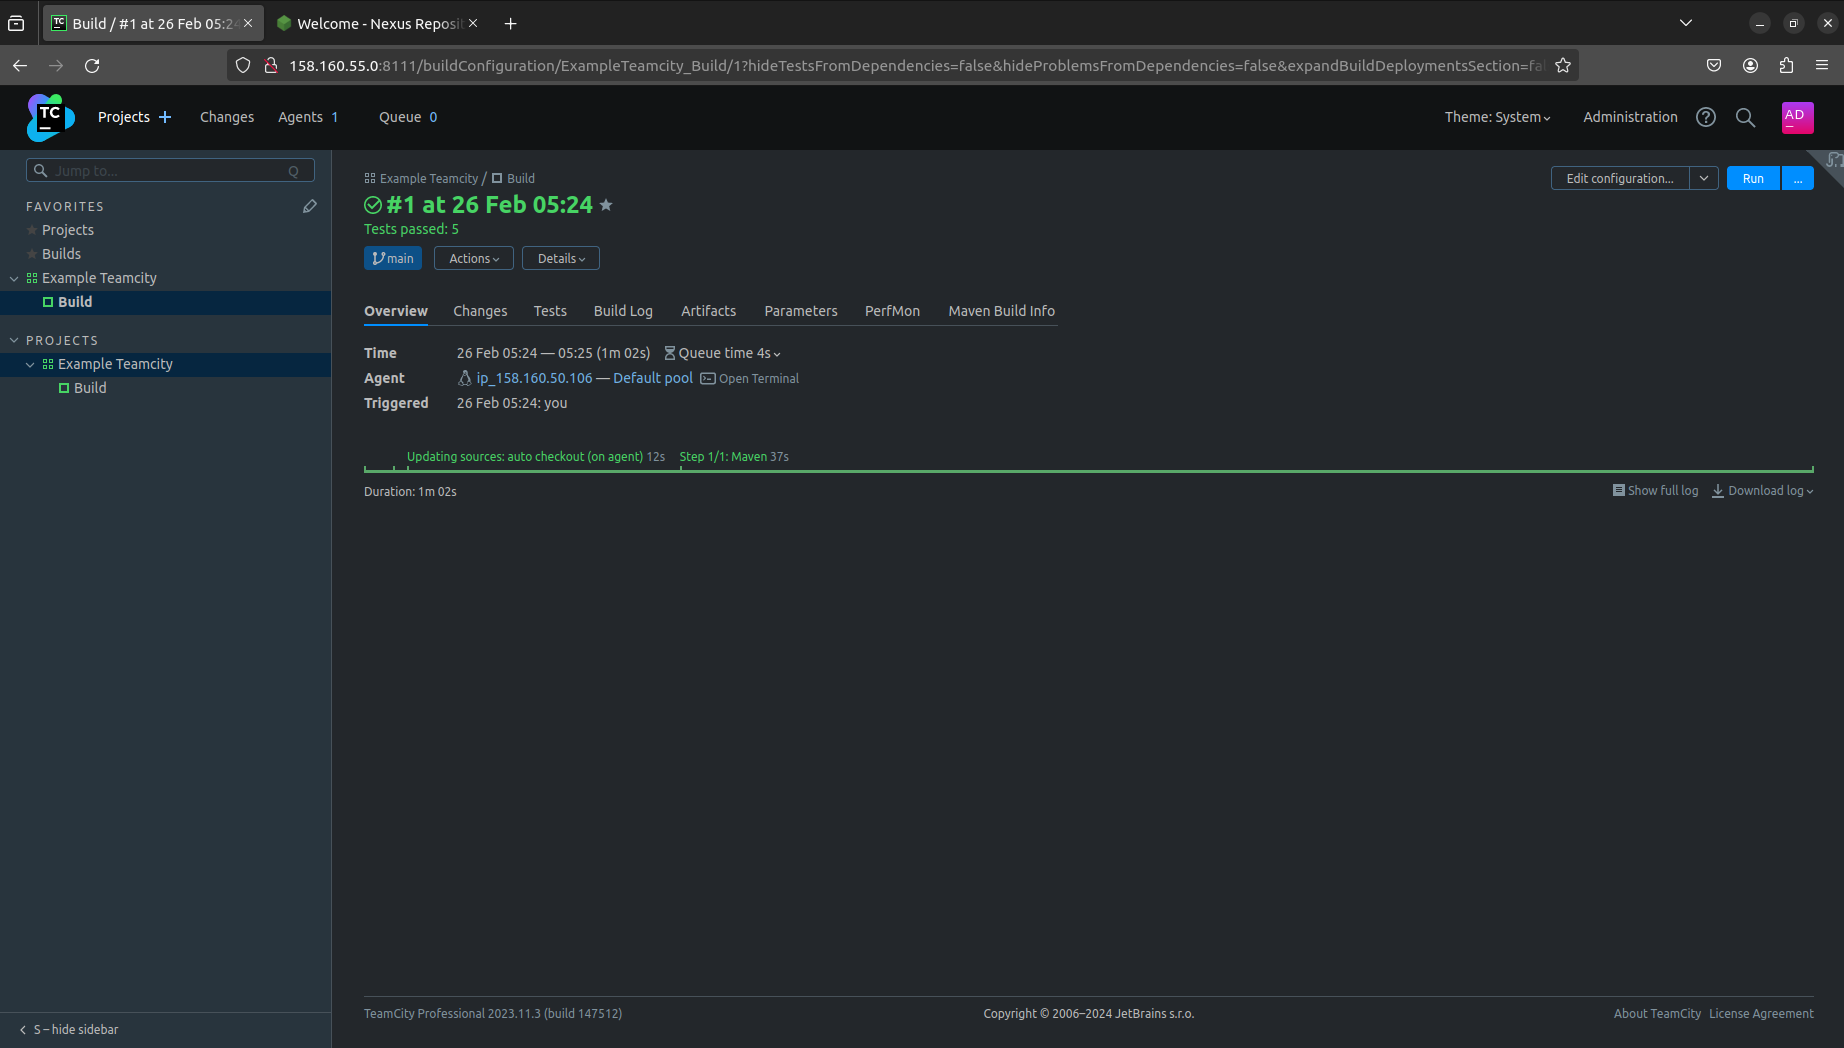 Build / #1 at 26 Feb 05:24
Welcome - Nexus Reposit
158.160.55.0:8111/buildConfiguration/ExampleTeamcity_Build/1?hideTestsFromDependencies=false&hideProblemsFromDependencies=false&expandBuildDeploymentsSection=fal
TC
Projects
Changes
Agents 1
Queue 0
Theme: System
Administration
AD
Jump to... Q
FAVORITES
Projects
Builds
Example Teamcity
Build
PROJECTS
Example Teamcity
Build
S – hide sidebar
Example Teamcity / Build
Edit configuration...
Run
...
#1 at 26 Feb 05:24
Tests passed: 5
main
Actions
Details
Overview
Changes
Tests
Build Log
Artifacts
Parameters
PerfMon
Maven Build Info
Time 26 Feb 05:24 — 05:25 (1m 02s) Queue time 4s
Agent ip_158.160.50.106 — Default pool Open Terminal
Triggered 26 Feb 05:24: you
Updating sources: auto checkout (on agent) 12s
Step 1/1: Maven 37s
Duration: 1m 02s
Show full log
Download log
TeamCity Professional 2023.11.3 (build 147512)
Copyright © 2006–2024 JetBrains s.r.o.
About TeamCity License Agreement